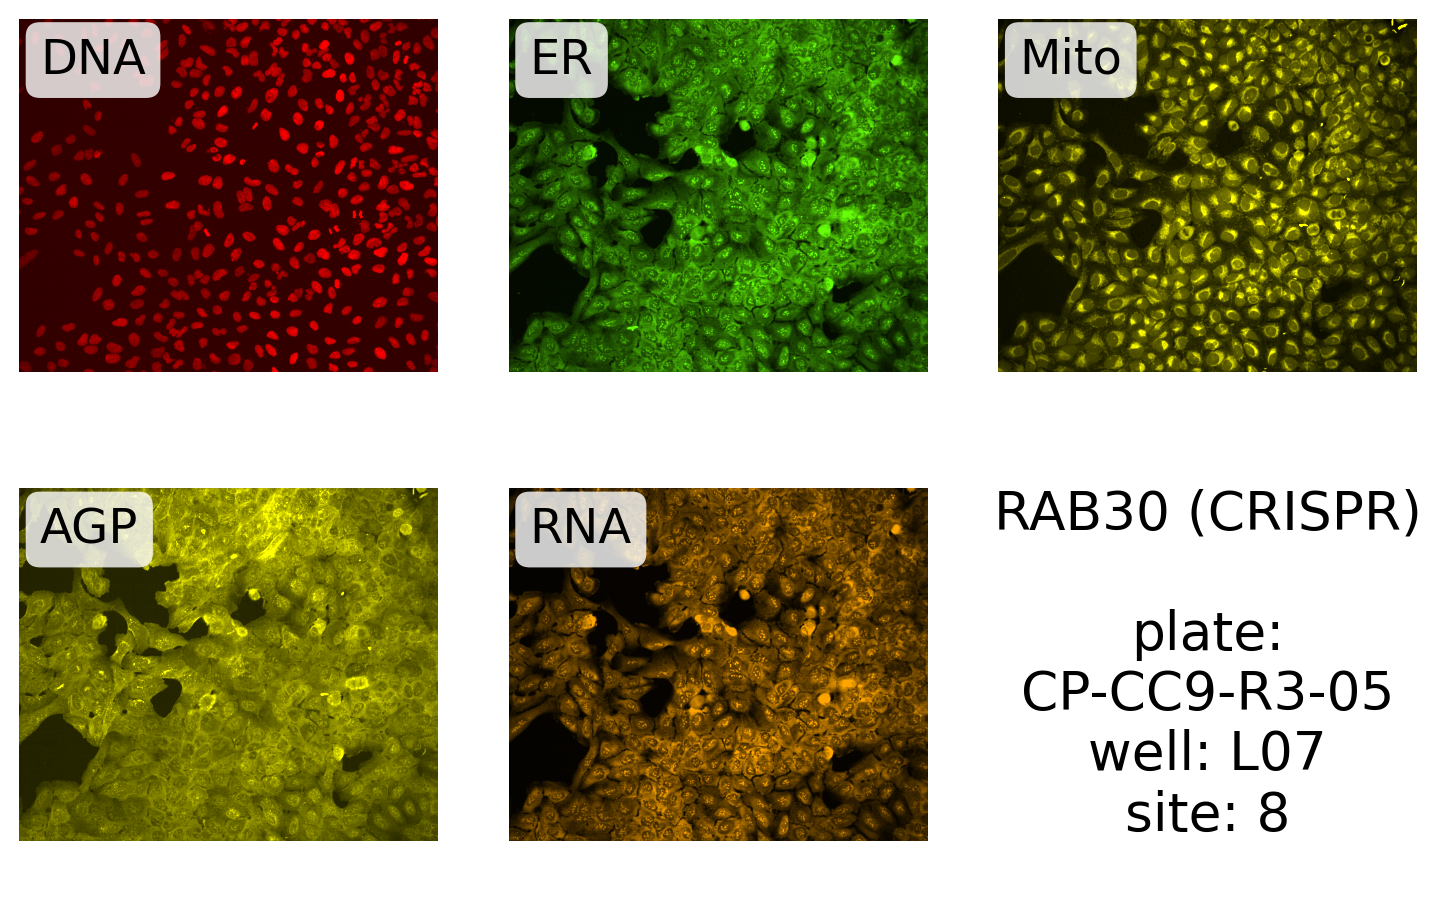 DNA
ER
Mito
AGP
RNA
RAB30 (CRISPR)
plate:
CP-CC9-R3-05
well: L07
site: 8